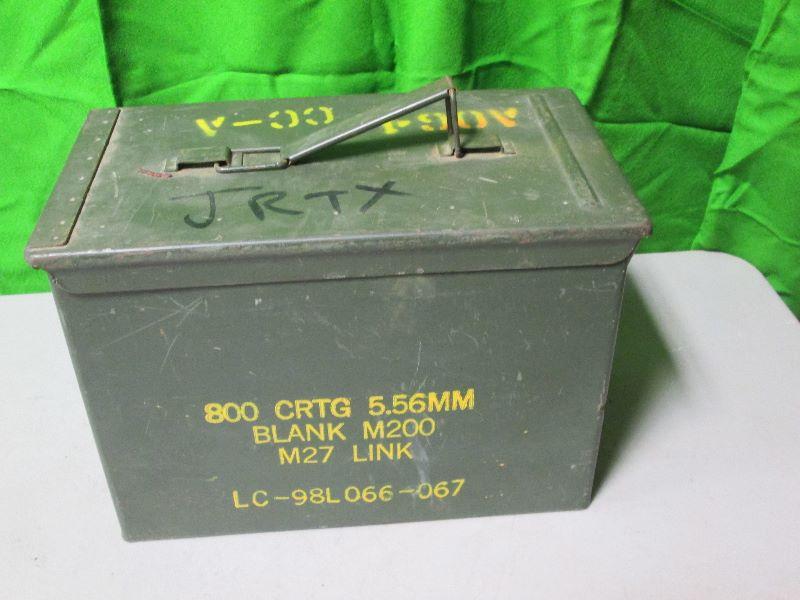 A-00
A064
JRTX
800 CRTG 5.56MM
BLANK M200
M27 LINK
LC-98L066-067